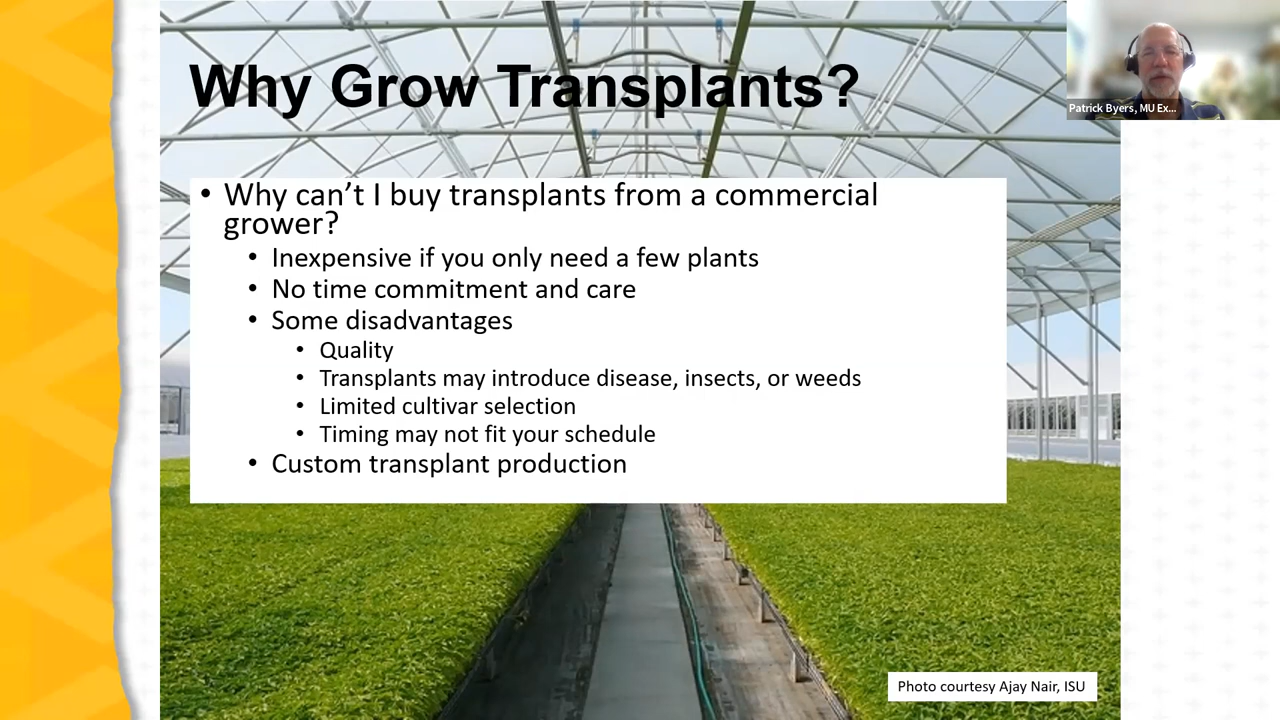 Why Grow Transplants?
Patrick Byers, MU Ex...
• Why can’t I buy transplants from a commercial
grower?
• Inexpensive if you only need a few plants
• No time commitment and care
• Some disadvantages
• Quality
• Transplants may introduce disease, insects, or weeds
• Limited cultivar selection
• Timing may not fit your schedule
• Custom transplant production
Photo courtesy Ajay Nair, ISU